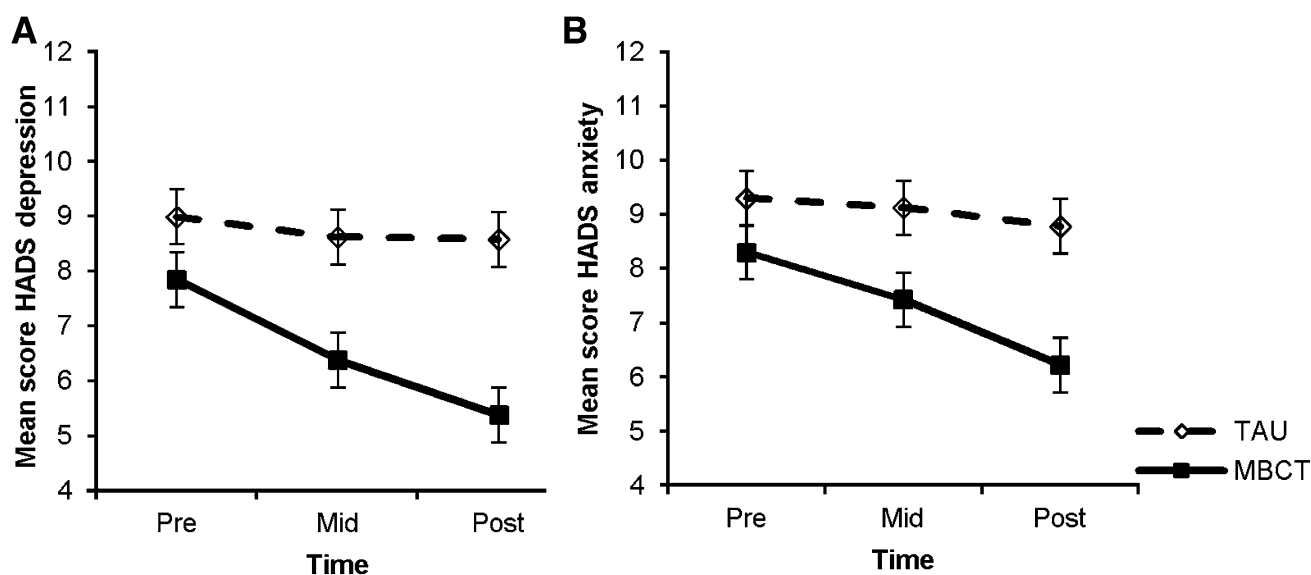 A
12
11
10
9
8
7
6
5
4
Mean score HADS depression
Pre Mid Post
Time
B
12
11
10
9
8
7
6
5
4
Mean score HADS anxiety
Pre Mid Post
Time
TAU
MBCT